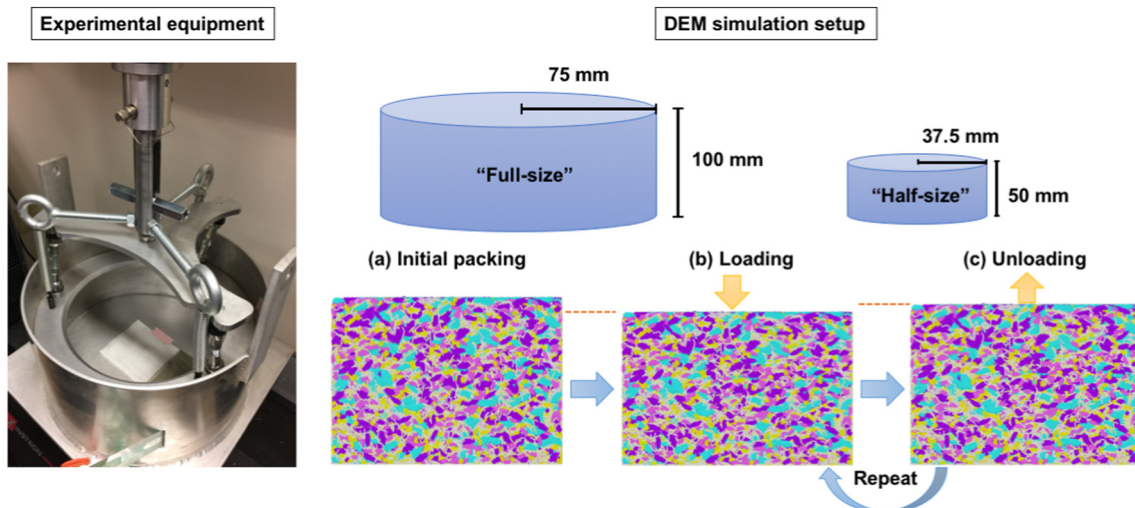 Experimental equipment
DEM simulation setup
75 mm
100 mm
“Full-size”
37.5 mm
“Half-size”
50 mm
(a) Initial packing
(b) Loading
(c) Unloading
Repeat